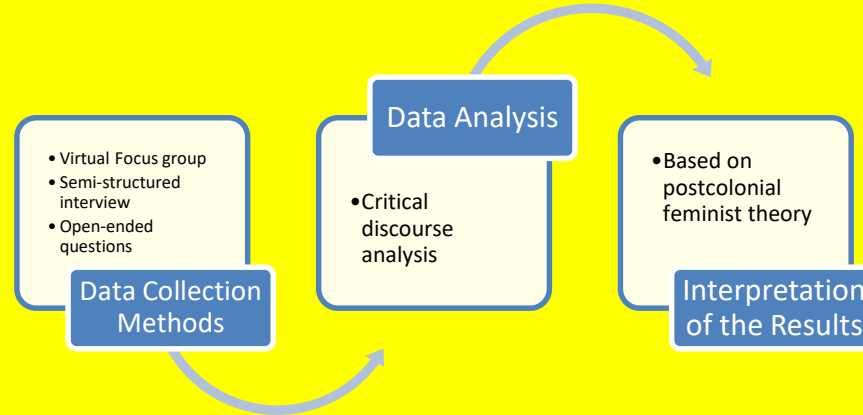 • Virtual Focus group
• Semi-structured
interview
• Open-ended
questions
Data Collection
Methods
Data Analysis
•Critical
discourse
analysis
•Based on
postcolonial
feminist theory
Interpretation
of the Results